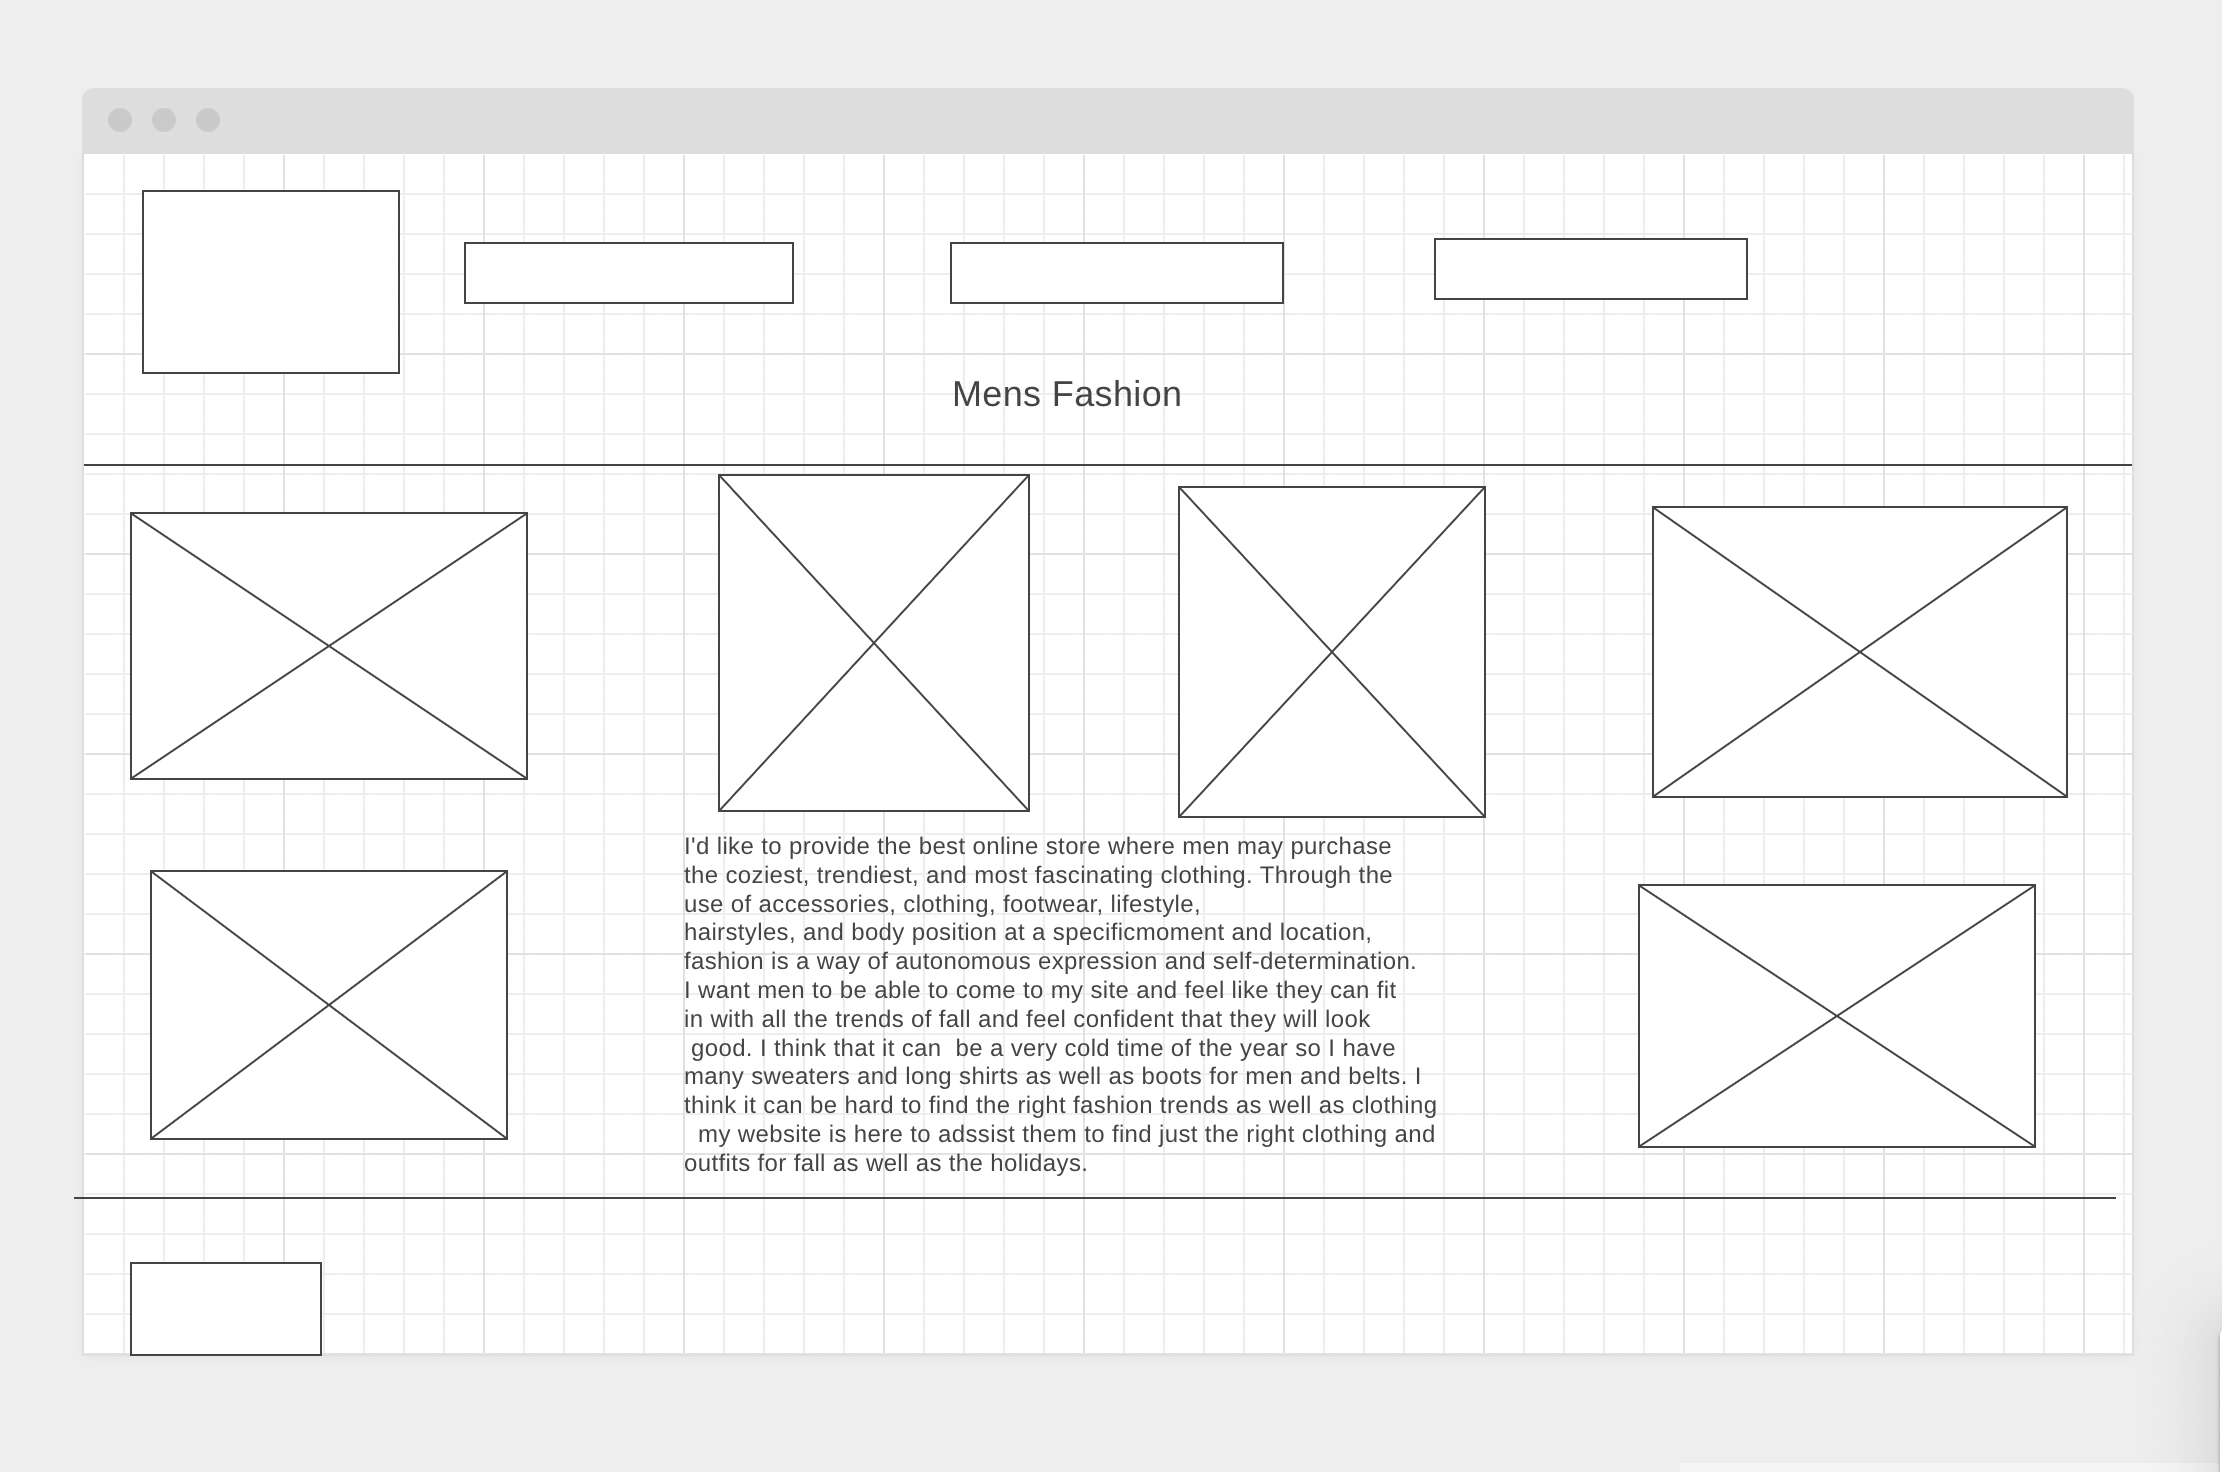 Mens Fashion
I'd like to provide the best online store where men may purchase
the coziest, trendiest, and most fascinating clothing. Through the
use of accessories, clothing, footwear, lifestyle,
hairstyles, and body position at a specificmoment and location,
fashion is a way of autonomous expression and self-determination.
I want men to be able to come to my site and feel like they can fit
in with all the trends of fall and feel confident that they will look
good. I think that it can  be a very cold time of the year so I have
many sweaters and long shirts as well as boots for men and belts. I
think it can be hard to find the right fashion trends as well as clothing
my website is here to adssist them to find just the right clothing and
outfits for fall as well as the holidays.